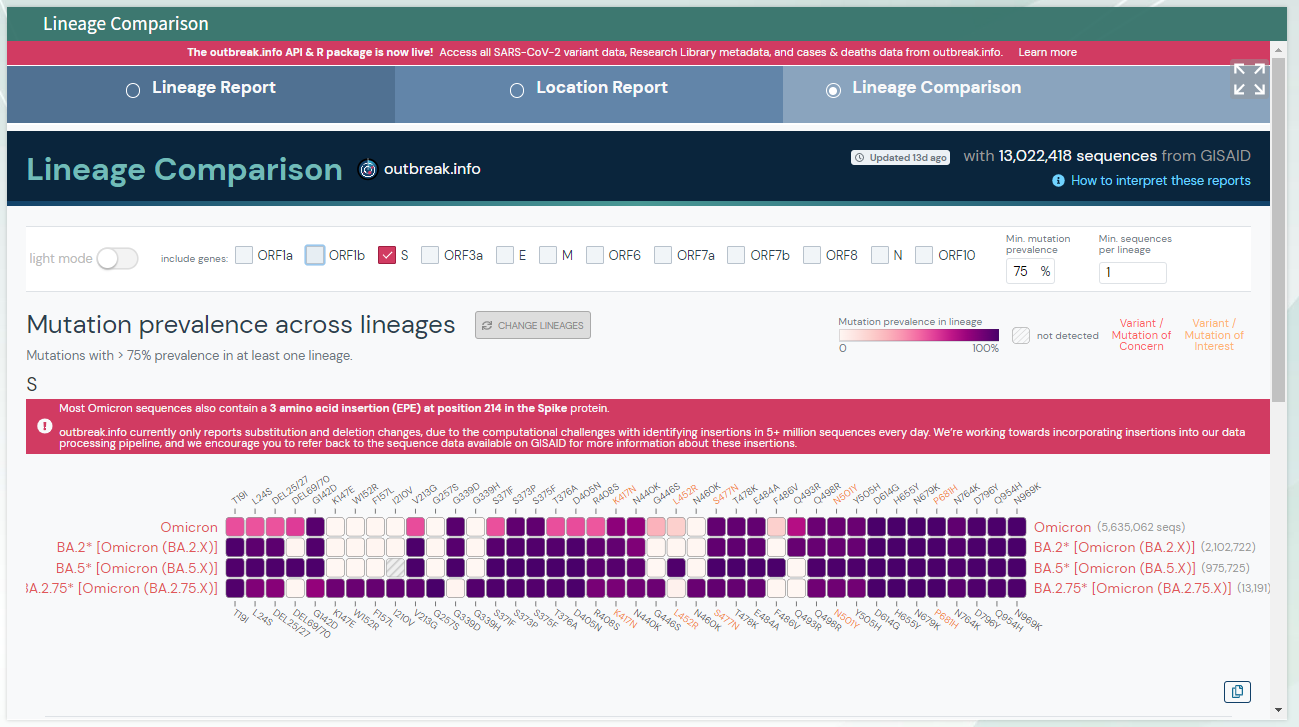 Lineage Comparison
The outbreak.info API & R package is now live! Access all SARS-CoV-2 variant data, Research Library metadata, and cases & deaths data from outbreak.info. Learn more
Lineage Report Location Report Lineage Comparison
Lineage Comparison outbreak.info Updated 13d ago with 13,022,418 sequences from GISAID
How to interpret these reports
light mode include genes: ORF1a ORF1b S ORF3a E M ORF6 ORF7a ORF7b ORF8 N ORF10
Min. mutation prevalence
75 %
Min. sequences per lineage
1
Mutation prevalence across lineages CHANGE LINEAGES
Mutations with > 75% prevalence in at least one lineage.
Mutation prevalence in lineage
0 100%
not detected
Variant / Mutation of Concern
Variant / Mutation of Interest
S
Most Omicron sequences also contain a 3 amino acid insertion (EPE) at position 214 in the Spike protein.
outbreak.info currently only reports substitution and deletion changes, due to the computational challenges with identifying insertions in 5+ million sequences every day. We're working towards incorporating insertions into our data
processing pipeline, and we encourage you to refer back to the sequence data available on GISAID for more information about these insertions.
T19I L24S DEL25/27 DEL69/70 G142D K147E W152R F157L I210V V213G G257S G339D G339H S371F S373P S375F T376A D405N R408S K417N N440K G446S L452R N460K S477N T478K E484A F486V Q493R Q498R N501Y Y505H D614G H655Y N679K P681H N764K D796Y Q954H N969K
Omicron Omicron (5,635,062 seqs)
BA.2* [Omicron (BA.2.X)] BA.2* [Omicron (BA.2.X)] (2,102,722)
BA.5* [Omicron (BA.5.X)] BA.5* [Omicron (BA.5.X)] (975,725)
BA.2.75* [Omicron (BA.2.75.X)] BA.2.75* [Omicron (BA.2.75.X)] (13,191)
T19I L24S DEL25/27 DEL69/70 G142D K147E W152R F157L I210V V213G G257S G339D G339H S371F S373P S375F T376A D405N R408S K417N N440K G446S L452R N460K S477N T478K E484A F486V Q493R Q498R N501Y Y505H D614G H655Y N679K P681H N764K D796Y Q954H N969K